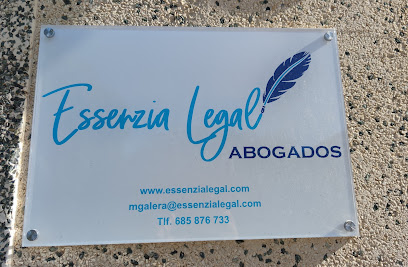 Essenzia Legal
ABOGADOS
www.essenzialegal.com
mgalera@essenzialegal.com
Tlf. 685 876 733